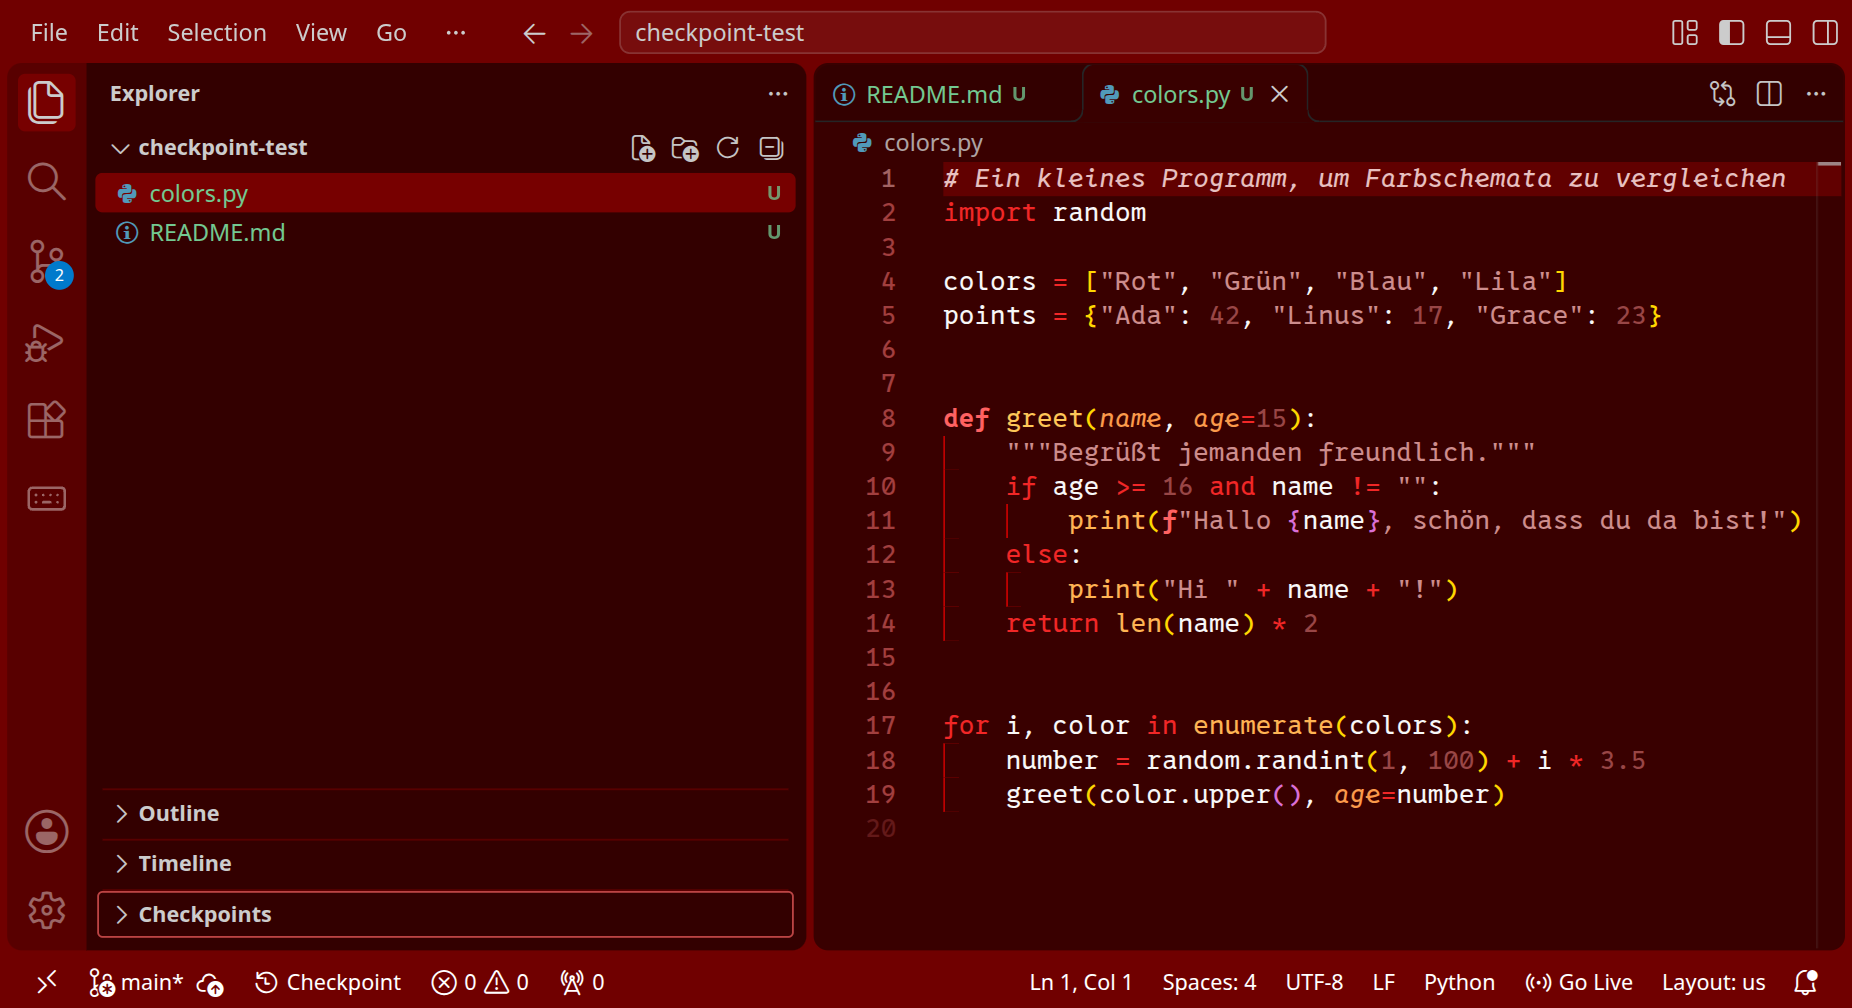 File Edit Selection View Go ··· checkpoint-test
Explorer ···
checkpoint-test
colors.py U
README.md U
2
Outline
Timeline
Checkpoints
README.md U colors.py U ···
colors.py
1 # Ein kleines Programm, um Farbschemata zu vergleichen
2 import random
3
4 colors = ["Rot", "Grün", "Blau", "Lila"]
5 points = {"Ada": 42, "Linus": 17, "Grace": 23}
6
7
8 def greet(name, age=15):
9     """Begrüßt jemanden freundlich."""
10     if age >= 16 and name != "":
11         print(f"Hallo {name}, schön, dass du da bist!")
12     else:
13         print("Hi " + name + "!")
14     return len(name) * 2
15
16
17 for i, color in enumerate(colors):
18     number = random.randint(1, 100) + i * 3.5
19     greet(color.upper(), age=number)
20
main* Checkpoint 0 0 0 Ln 1, Col 1 Spaces: 4 UTF-8 LF Python Go Live Layout: us